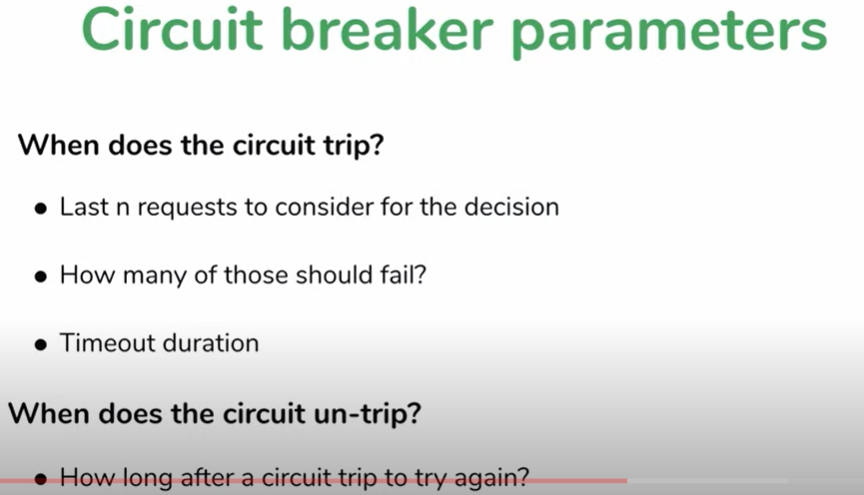 Circuit breaker parameters
When does the circuit trip?
● Last n requests to consider for the decision
● How many of those should fail?
● Timeout duration
When does the circuit un-trip?
● How long after a circuit trip to try again?